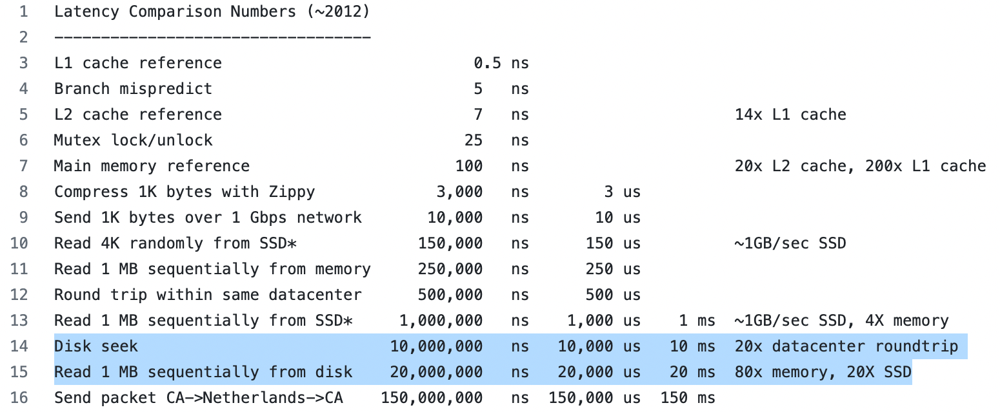 1 Latency Comparison Numbers (~2012)
2 ----------------------------------
3 L1 cache reference                           0.5 ns
4 Branch mispredict                            5   ns
5 L2 cache reference                           7   ns                      14x L1 cache
6 Mutex lock/unlock                           25   ns
7 Main memory reference                      100   ns                      20x L2 cache, 200x L1 cache
8 Compress 1K bytes with Zippy             3,000   ns        3 us
9 Send 1K bytes over 1 Gbps network       10,000   ns       10 us
10 Read 4K randomly from SSD*             150,000   ns      150 us          ~1GB/sec SSD
11 Read 1 MB sequentially from memory     250,000   ns      250 us
12 Round trip within same datacenter      500,000   ns      500 us
13 Read 1 MB sequentially from SSD*     1,000,000   ns    1,000 us    1 ms  ~1GB/sec SSD, 4X memory
14 Disk seek                           10,000,000   ns   10,000 us   10 ms  20x datacenter roundtrip
15 Read 1 MB sequentially from disk    20,000,000   ns   20,000 us   20 ms  80x memory, 20X SSD
16 Send packet CA->Netherlands->CA    150,000,000   ns  150,000 us  150 ms